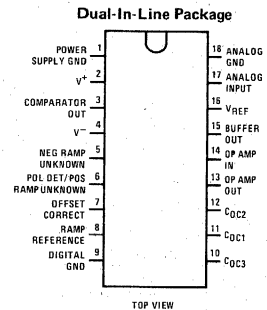 Dual-In-Line Package
POWER
SUPPLY GND
1
V+
2
COMPARATOR
OUT
3
V−
4
NEG RAMP
UNKNOWN
5
POL DET/POS
RAMP UNKNOWN
6
OFFSET
CORRECT
7
RAMP
REFERENCE
8
DIGITAL
GND
9
18 ANALOG
GND
17 ANALOG
INPUT
16
VREF
15 BUFFER
OUT
14 OP AMP
IN
13 OP AMP
OUT
12
COC2
11
COC1
10
COC3
TOP VIEW